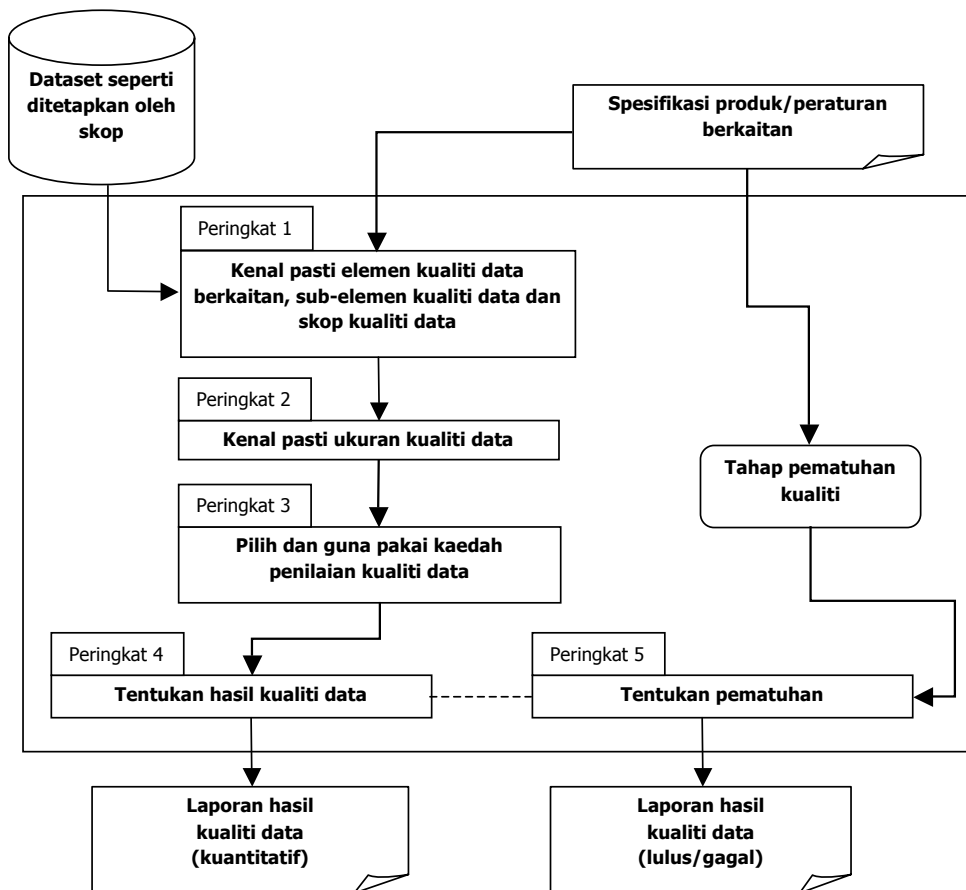 Dataset seperti
ditetapkan oleh
skop
Spesifikasi produk/peraturan
berkaitan
Peringkat 1
Kenal pasti elemen kualiti data
berkaitan, sub-elemen kualiti data dan
skop kualiti data
Peringkat 2
Kenal pasti ukuran kualiti data
Tahap pematuhan
kualiti
Peringkat 3
Pilih dan guna pakai kaedah
penilaian kualiti data
Peringkat 4
Tentukan hasil kualiti data
Peringkat 5
Tentukan pematuhan
Laporan hasil
kualiti data
(kuantitatif)
Laporan hasil
kualiti data
(lulus/gagal)